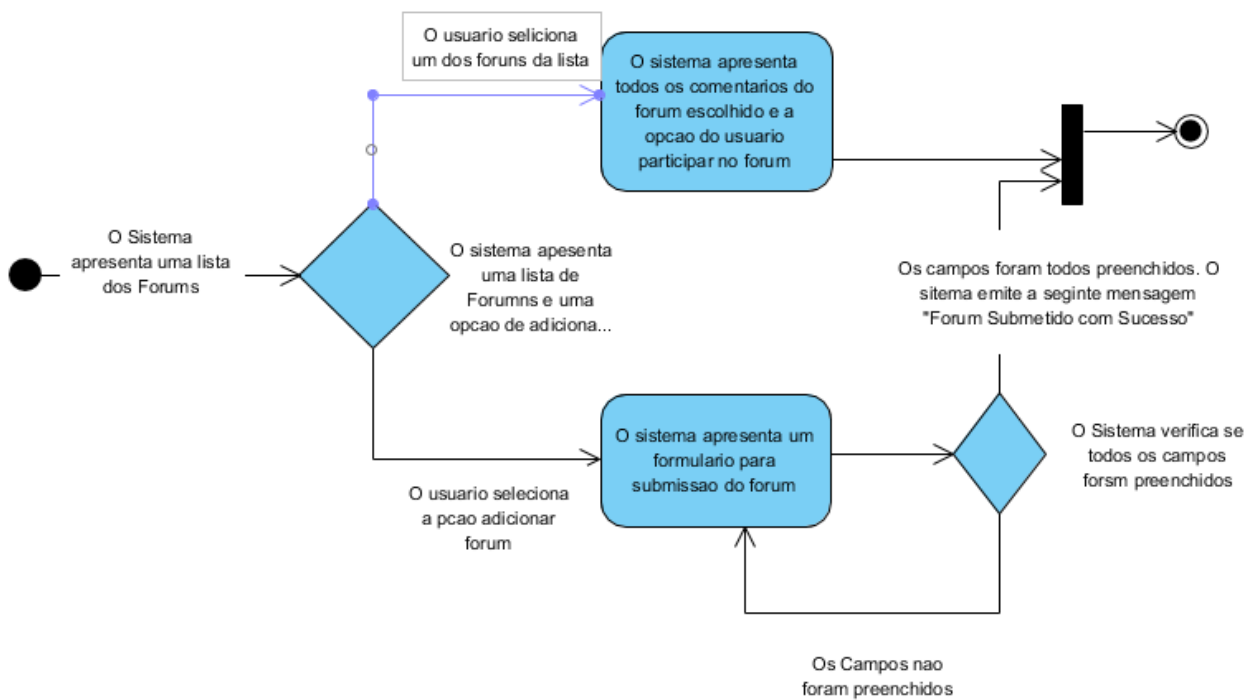 O usuario seliciona
um dos foruns da lista
O sistema apresenta
todos os comentarios do
forum escolhido e a
opcao do usuario
participar no forum
O Sistema
apresenta uma lista
dos Forums
O sistema apesenta
uma lista de
Forumns e uma
opcao de adiciona...
Os campos foram todos preenchidos. O
sitema emite a seginte mensagem
"Forum Submetido com Sucesso"
O sistema apresenta um
formulario para
submissao do forum
O Sistema verifica se
todos os campos
forsm preenchidos
O usuario seleciona
a pcao adicionar
forum
Os Campos nao
foram preenchidos